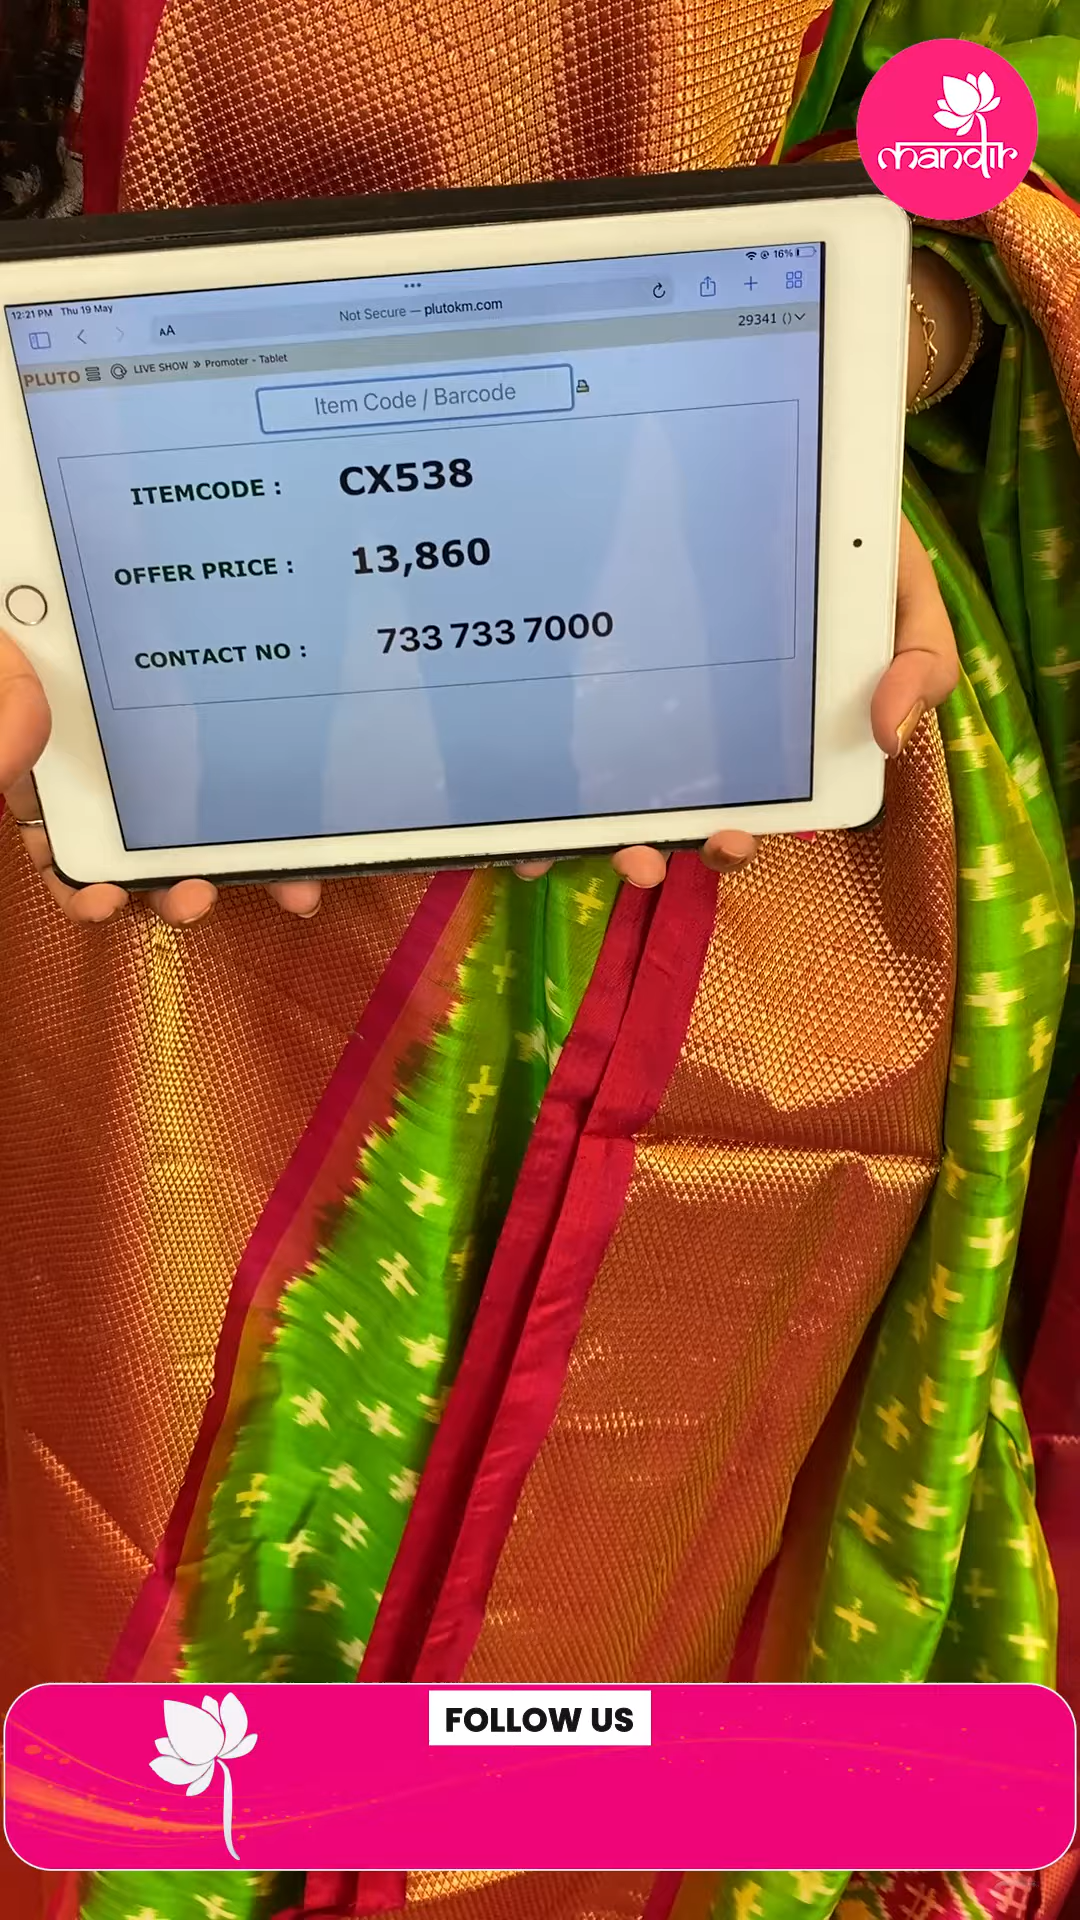 mandir
12:21 PM Thu 19 May
16%
AA
Not Secure — plutokm.com
29341 ()
PLUTO
LIVE SHOW » Promoter - Tablet
Item Code / Barcode
ITEMCODE : CX538
OFFER PRICE : 13,860
CONTACT NO : 733 733 7000
FOLLOW US